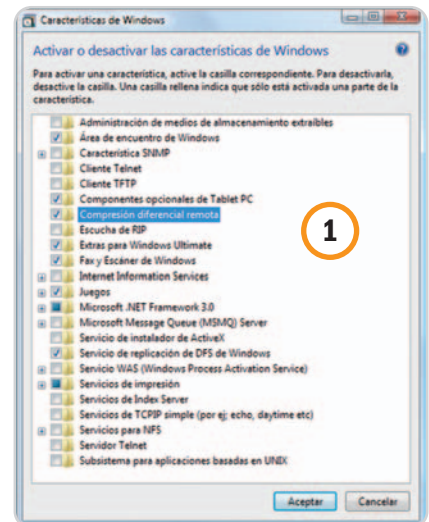 Características de Windows
Activar o desactivar las características de Windows
Para activar una característica, active la casilla correspondiente. Para desactivarla,
desactive la casilla. Una casilla rellena indica que sólo está activada una parte de la
característica.
Administración de medios de almacenamiento extraíbles
Área de encuentro de Windows
Característica SNMP
Cliente Telnet
Cliente TFTP
Componentes opcionales de Tablet PC
Compresión diferencial remota
Escucha de RIP
1
Extras para Windows Ultimate
Fax y Escáner de Windows
Internet Information Services
Juegos
Microsoft .NET Framework 3.0
Microsoft Message Queue (MSMQ) Server
Servicio de instalador de ActiveX
Servicio de replicación de DFS de Windows
Servicio WAS (Windows Process Activation Service)
Servicios de impresión
Servicios de Index Server
Servicios de TCPIP simple (por ej: echo, daytime etc)
Servicios para NFS
Servidor Telnet
Subsistema para aplicaciones basadas en UNIX
Aceptar
Cancelar